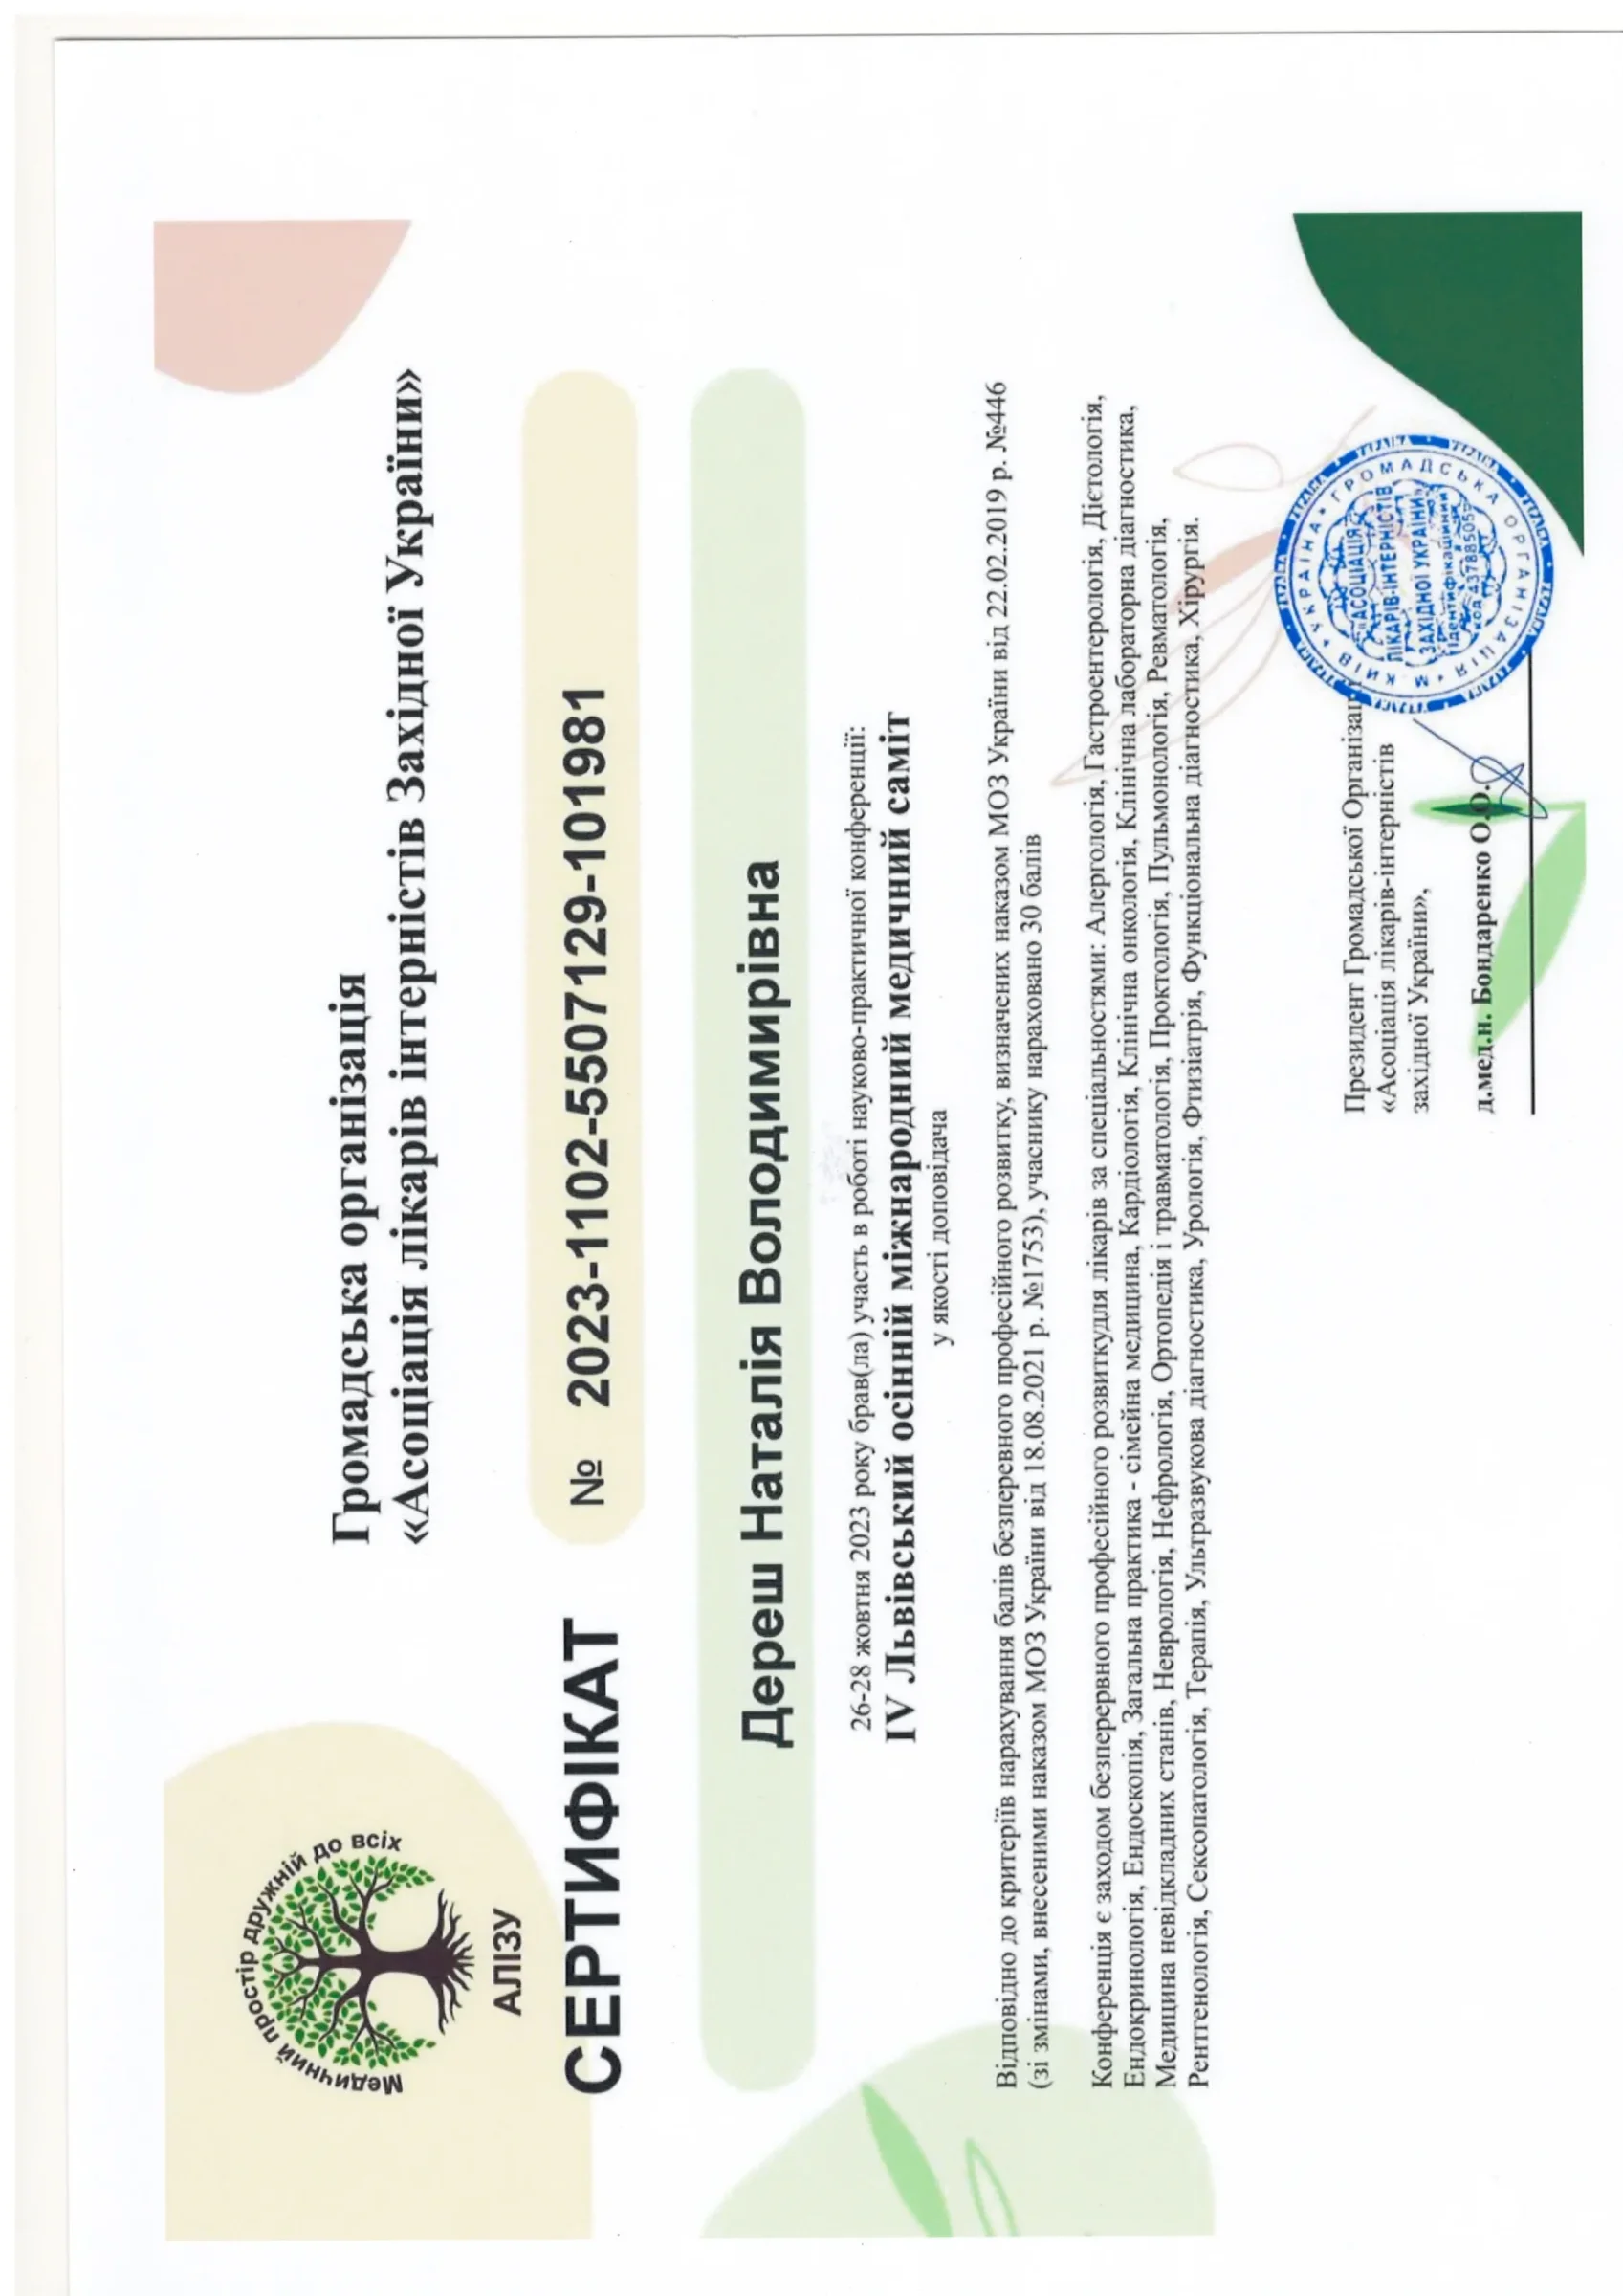 Медичний простір дружній до всіх
АЛІЗУ
Громадська організація
«Асоціація лікарів інтерністів Західної України»
СЕРТИФІКАТ № 2023-1102-5507129-101981
Дереш Наталія Володимирівна
26-28 жовтня 2023 року брав(ла) участь в роботі науково-практичної конференції:
IV Львівський осінній міжнародний медичний саміт
у якості доповідача
Відповідно до критеріїв нарахування балів безперевного професійного розвитку, визначених наказом МОЗ України від 22.02.2019 р. №446
(зі змінами, внесеними наказом МОЗ України від 18.08.2021 р. №1753), учаснику нараховано 30 балів
Конференція є заходом безперервного професійного розвиткудля лікарів за спеціальностями: Алергологія, Гастроентерологія, Дієтологія,
Ендокринологія, Ендоскопія, Загальна практика - сімейна медицина, Кардіологія, Клінічна онкологія, Клінічна лабораторна діагностика,
Медицина невідкладних станів, Неврологія, Нефрологія, Ортопедія і травматологія, Проктологія, Пульмонологія, Ревматологія,
Рентгенологія, Сексопатологія, Терапія, Ультразвукова діагностика, Урологія, Фтизіатрія, Функціональна діагностика, Хірургія.
Президент Громадської Організац
«Асоціація лікарів-інтерністів
західної України»,
д.мед.н. Бондаренко О.О.
УКРАЇНА * ГРОМАДСЬКА ОРГАНІЗАЦІЯ * М.КИЇВ
«АСОЦІАЦІЯ
ЛІКАРІВ-ІНТЕРНІСТІВ
ЗАХІДНОЇ УКРАЇНИ»
Ідентифікаційний
код 43788505